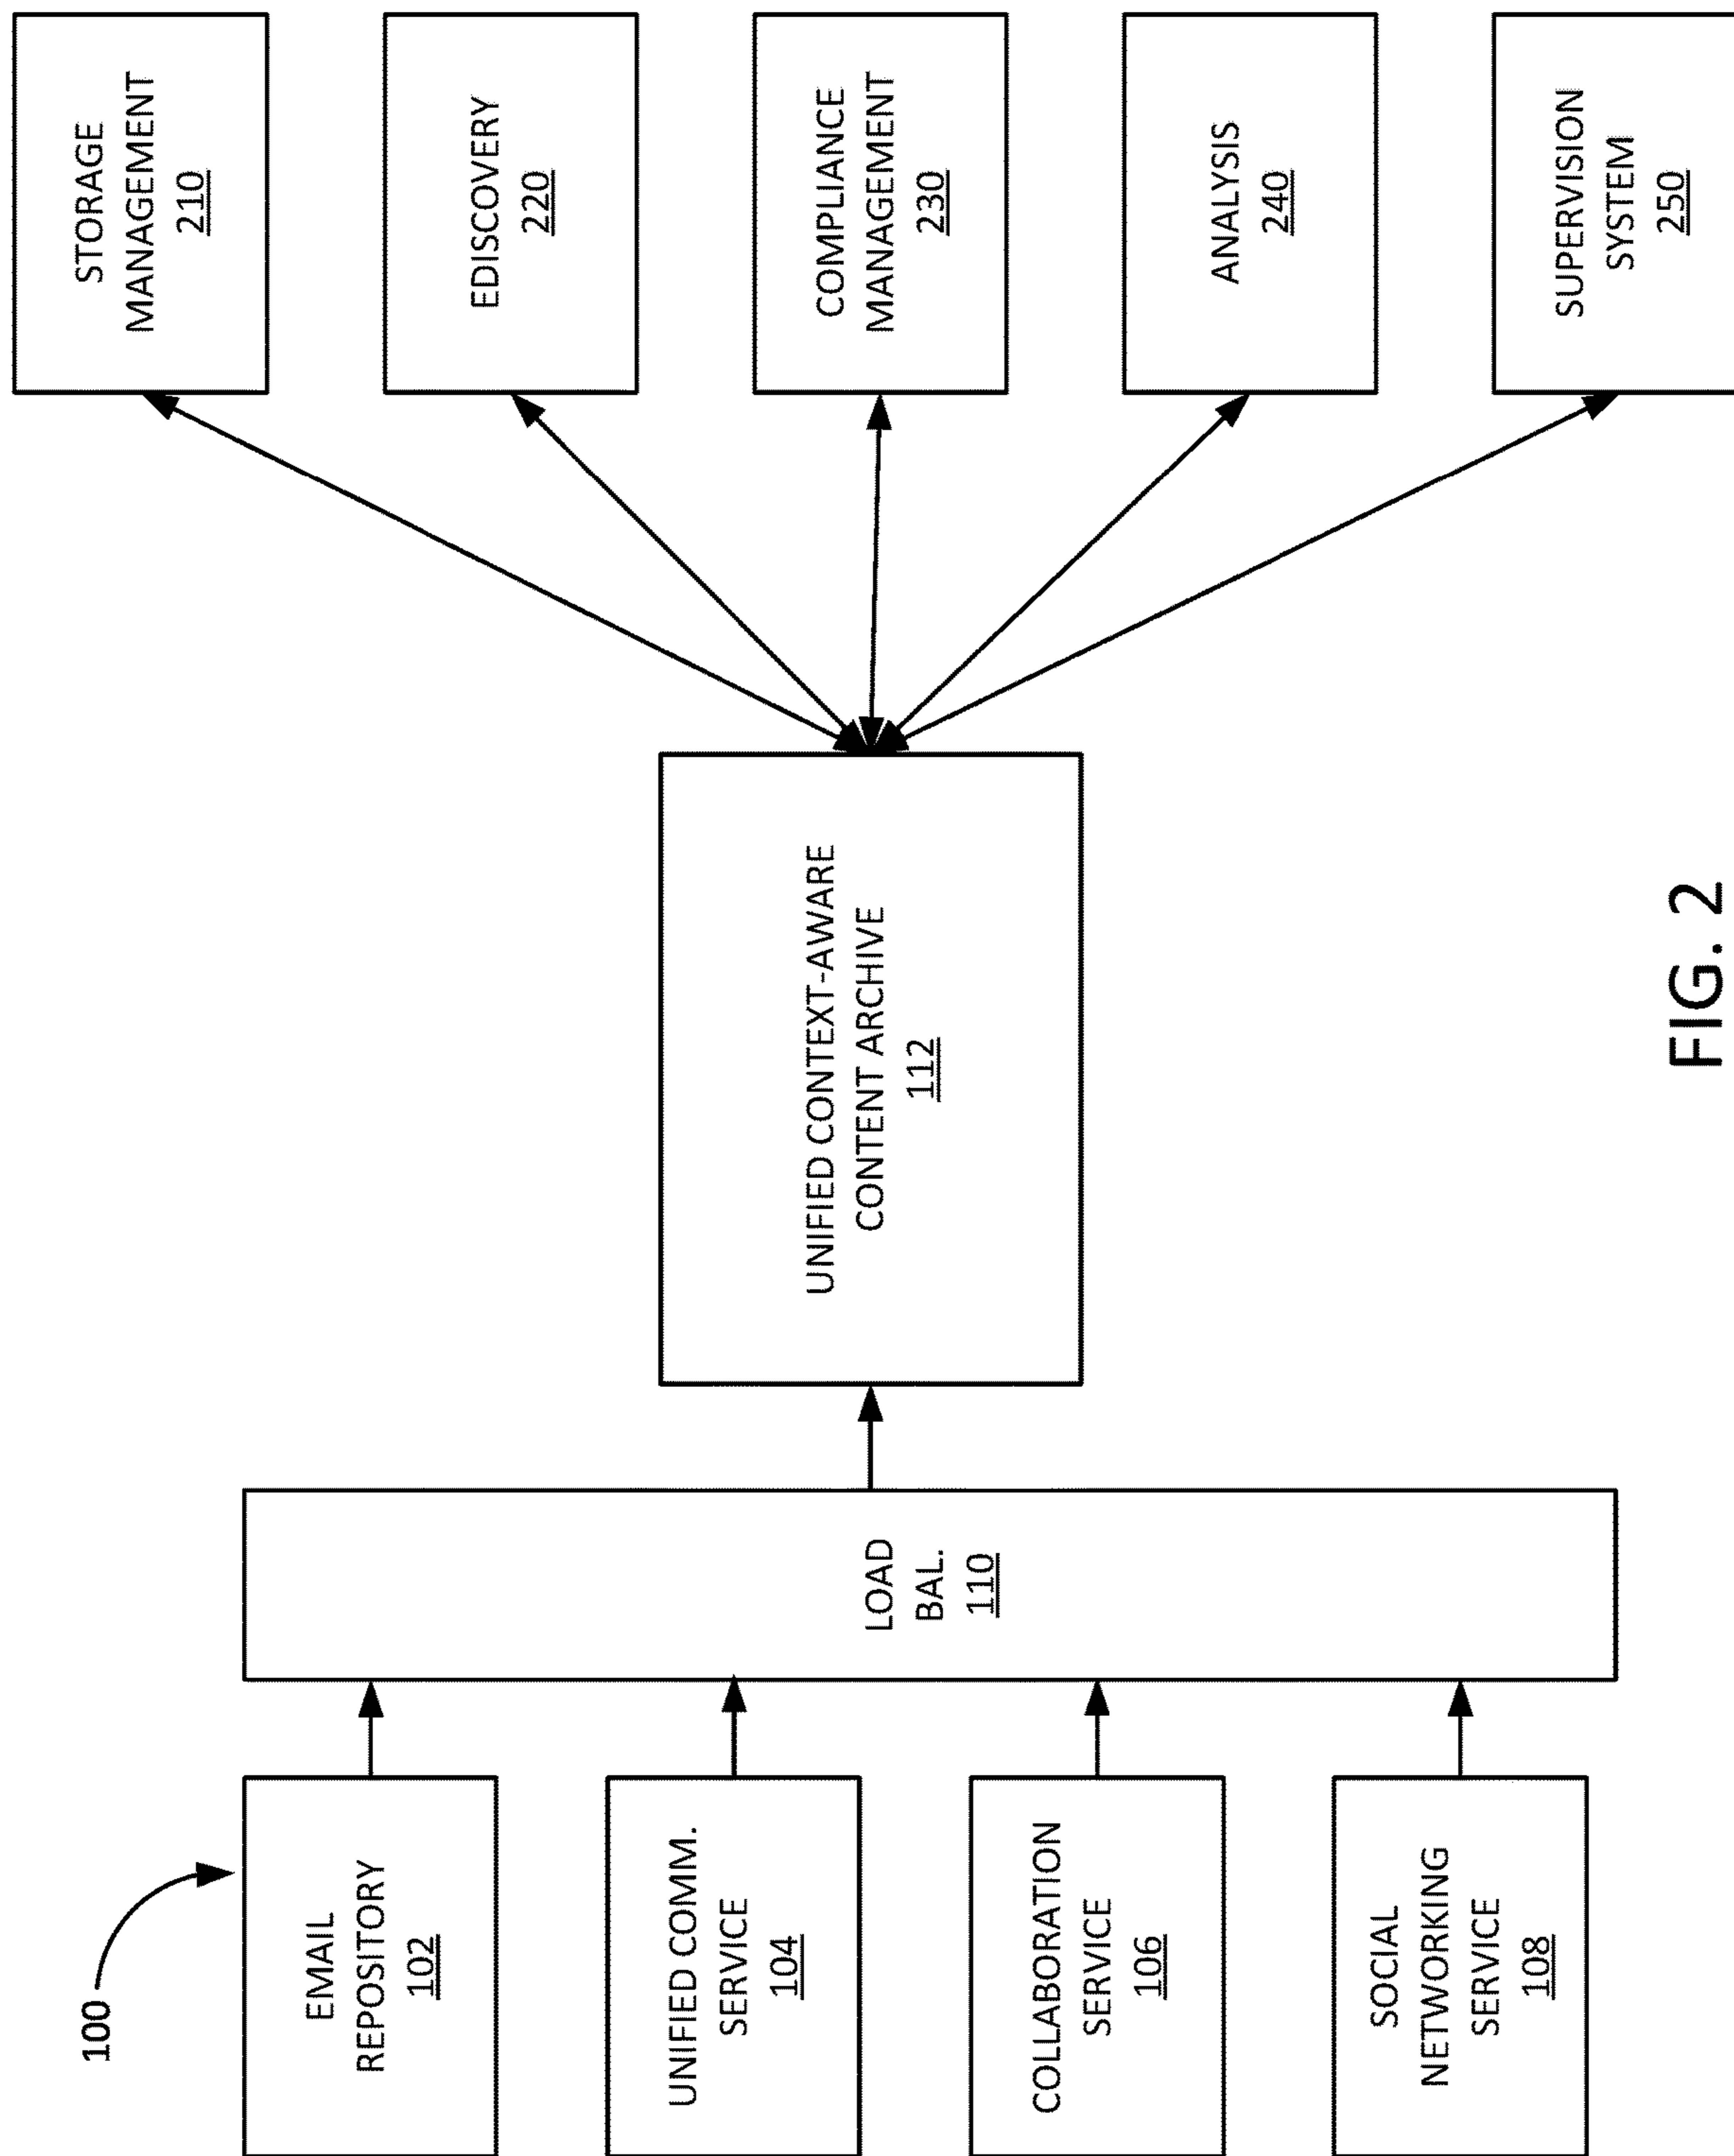 100
EMAIL
REPOSITORY
102
UNIFIED COMM.
SERVICE
104
COLLABORATION
SERVICE
106
SOCIAL
NETWORKING
SERVICE
108
LOAD
BAL.
110
UNIFIED CONTEXT-AWARE
CONTENT ARCHIVE
112
STORAGE
MANAGEMENT
210
EDISCOVERY
220
COMPLIANCE
MANAGEMENT
230
ANALYSIS
240
SUPERVISION
SYSTEM
250
FIG. 2